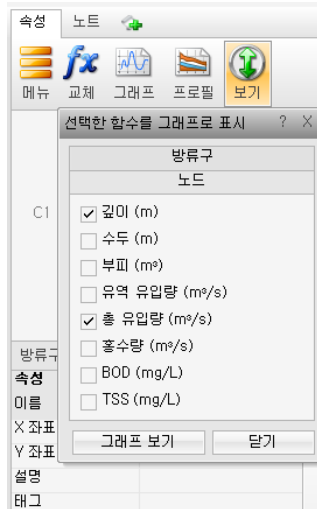 속성 노트
메뉴 교체 그래프 프로필 보기
선택한 함수를 그래프로 표시 ? X
방류구
노드
C1
깊이 (m)
수두 (m)
부피 (m³)
유역 유입량 (m³/s)
총 유입량 (m³/s)
홍수량 (m³/s)
BOD (mg/L)
TSS (mg/L)
그래프 보기 닫기
방류구
속성
이름
X 좌표
Y 좌표
설명
태그